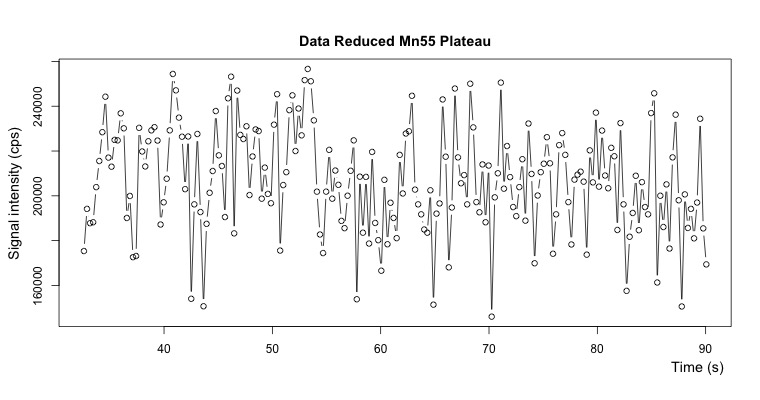 Data Reduced Mn55 Plateau
Signal intensity (cps)
240000
200000
160000
40 50 60 70 80 90
Time (s)